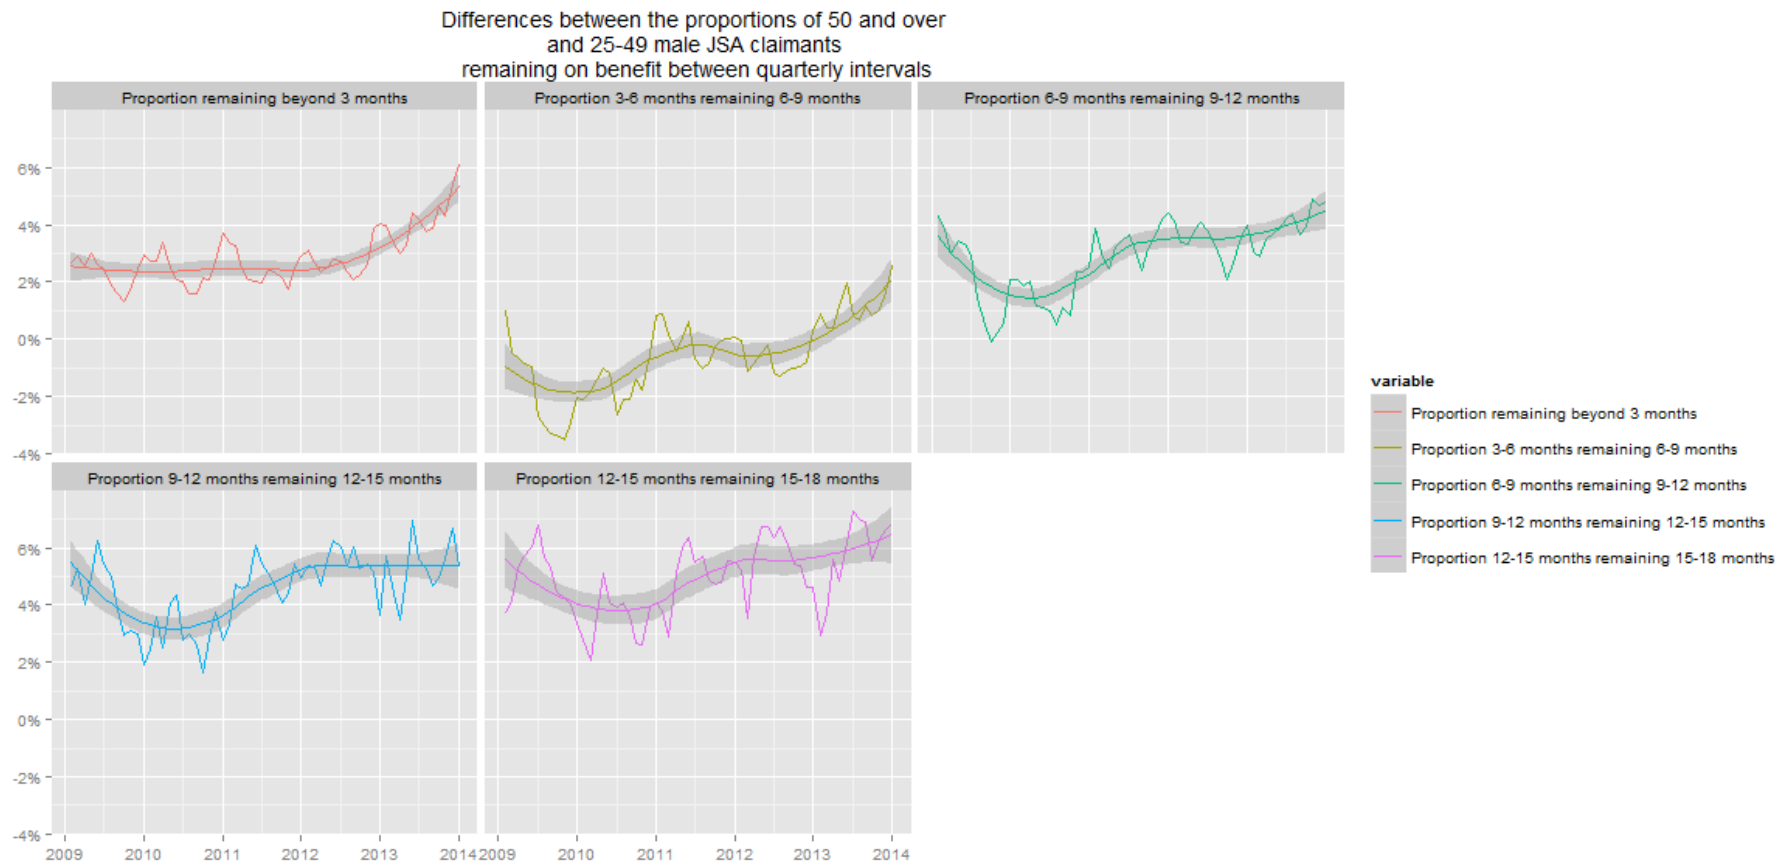 Differences between the proportions of 50 and over
and 25-49 male JSA claimants
remaining on benefit between quarterly intervals
Proportion remaining beyond 3 months
Proportion 3-6 months remaining 6-9 months
Proportion 6-9 months remaining 9-12 months
6%
4%
2%
0%
-2%
-4%
Proportion 9-12 months remaining 12-15 months
Proportion 12-15 months remaining 15-18 months
6%
4%
2%
0%
-2%
-4%
2009 2010 2011 2012 2013 2014
2009 2010 2011 2012 2013 2014
variable
Proportion remaining beyond 3 months
Proportion 3-6 months remaining 6-9 months
Proportion 6-9 months remaining 9-12 months
Proportion 9-12 months remaining 12-15 months
Proportion 12-15 months remaining 15-18 months